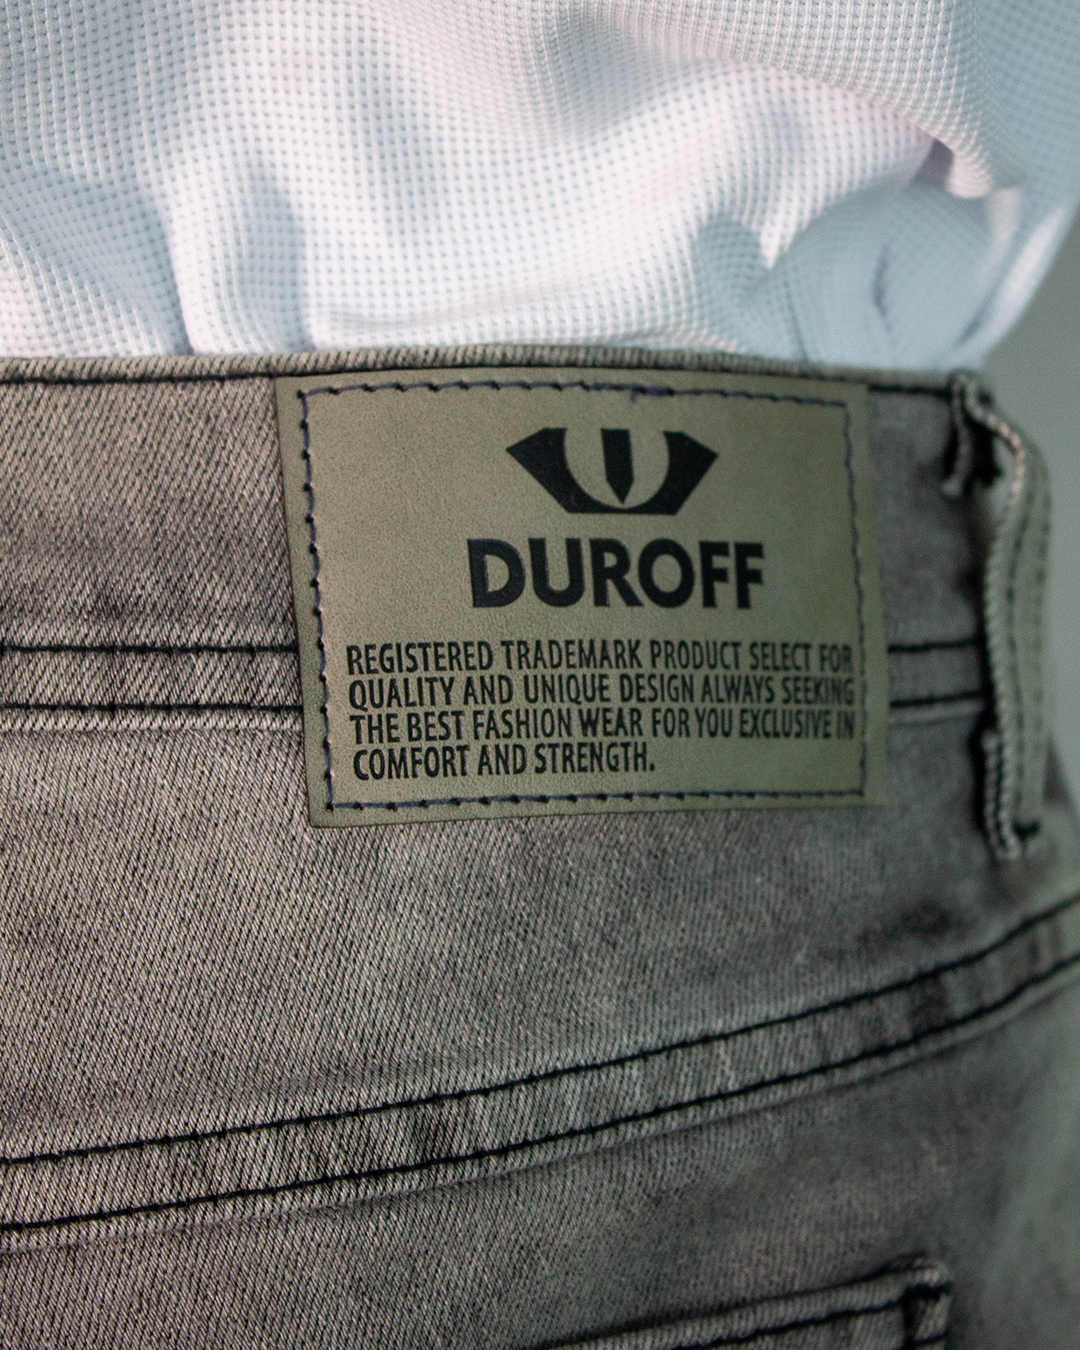 DUROFF
REGISTERED TRADEMARK PRODUCT SELECT FOR
QUALITY AND UNIQUE DESIGN ALWAYS SEEKING
THE BEST FASHION WEAR FOR YOU EXCLUSIVE IN
COMFORT AND STRENGTH.